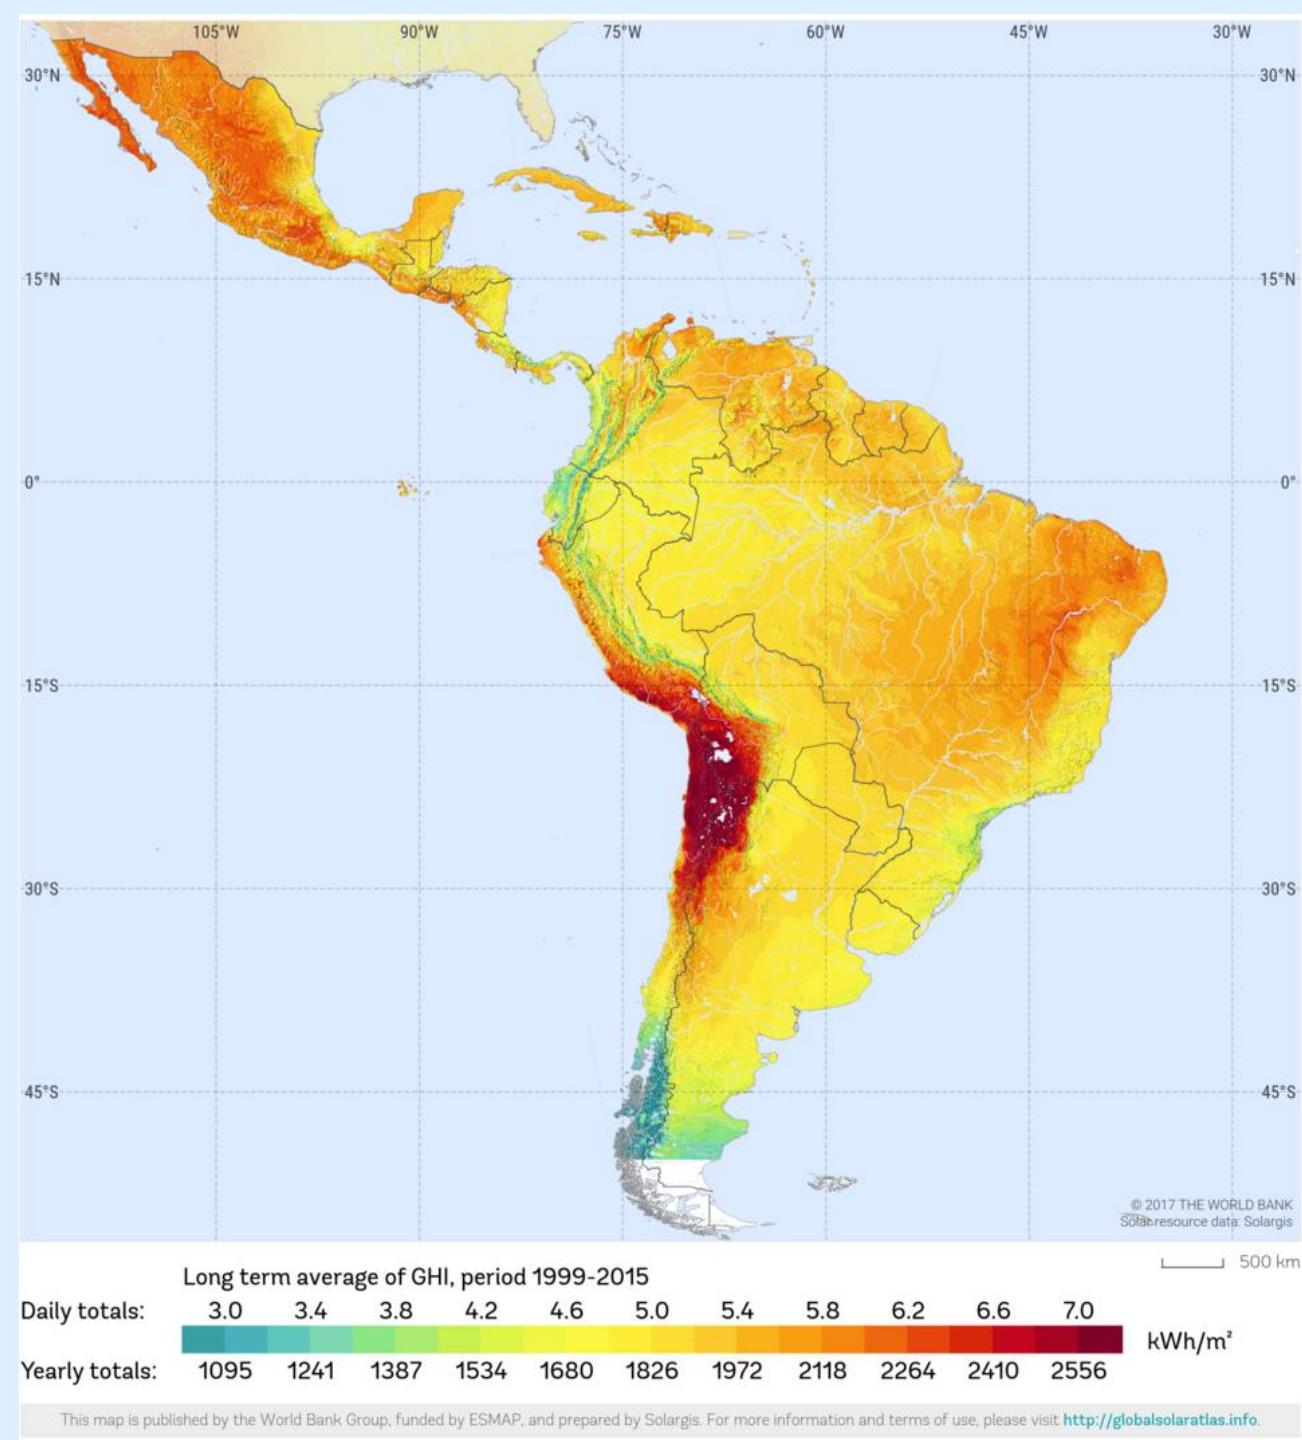 105°W 90°W 75°W 60°W 45°W 30°W
30°N 30°N
15°N 15°N
0° 0°
15°S 15°S
30°S 30°S
45°S 45°S
© 2017 THE WORLD BANK
Solar resource data: Solargis
500 km
Long term average of GHI, period 1999-2015
Daily totals: 3.0 3.4 3.8 4.2 4.6 5.0 5.4 5.8 6.2 6.6 7.0
kWh/m²
Yearly totals: 1095 1241 1387 1534 1680 1826 1972 2118 2264 2410 2556
This map is published by the World Bank Group, funded by ESMAP, and prepared by Solargis. For more information and terms of use, please visit http://globalsolaratlas.info.